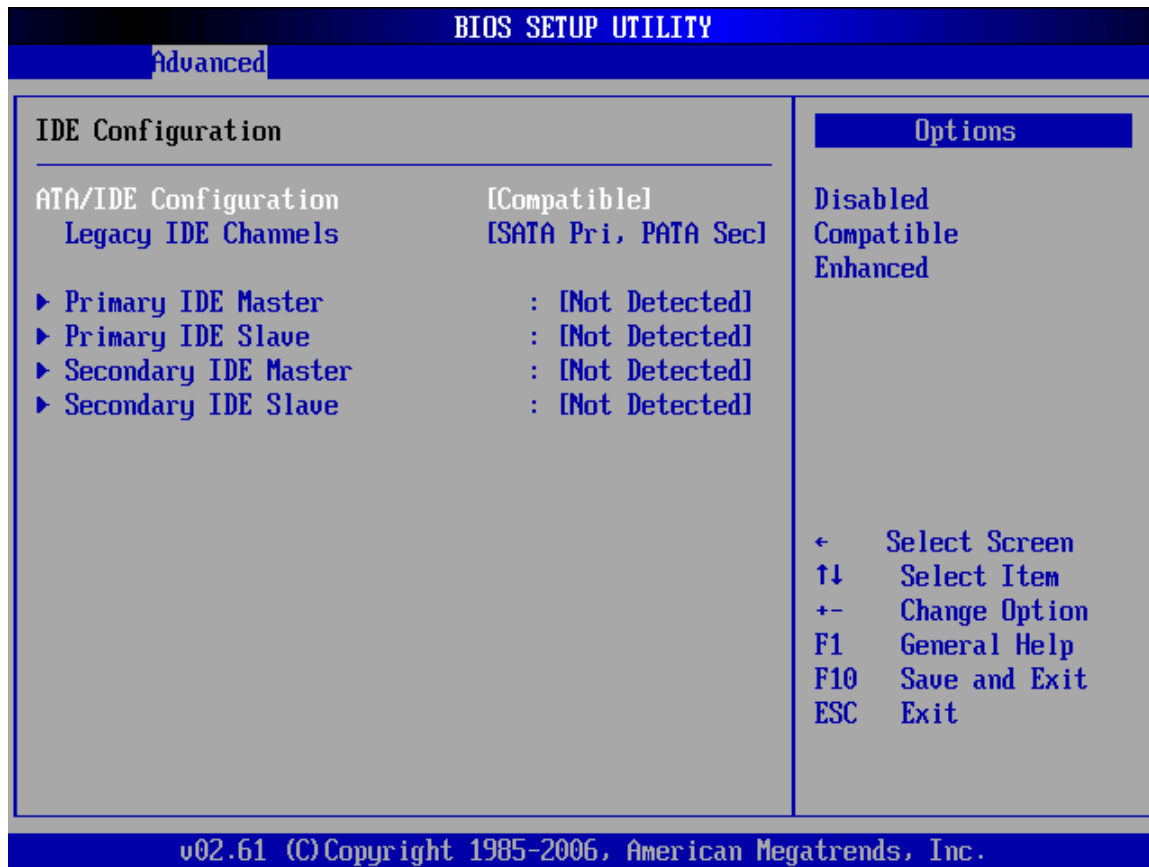 BIOS SETUP UTILITY
Advanced
IDE Configuration
ATA/IDE Configuration [Compatible]
Legacy IDE Channels [SATA Pri, PATA Sec]
▶ Primary IDE Master : [Not Detected]
▶ Primary IDE Slave : [Not Detected]
▶ Secondary IDE Master : [Not Detected]
▶ Secondary IDE Slave : [Not Detected]
Options
Disabled
Compatible
Enhanced
← Select Screen
↑↓ Select Item
+- Change Option
F1 General Help
F10 Save and Exit
ESC Exit
v02.61 (C)Copyright 1985-2006, American Megatrends, Inc.